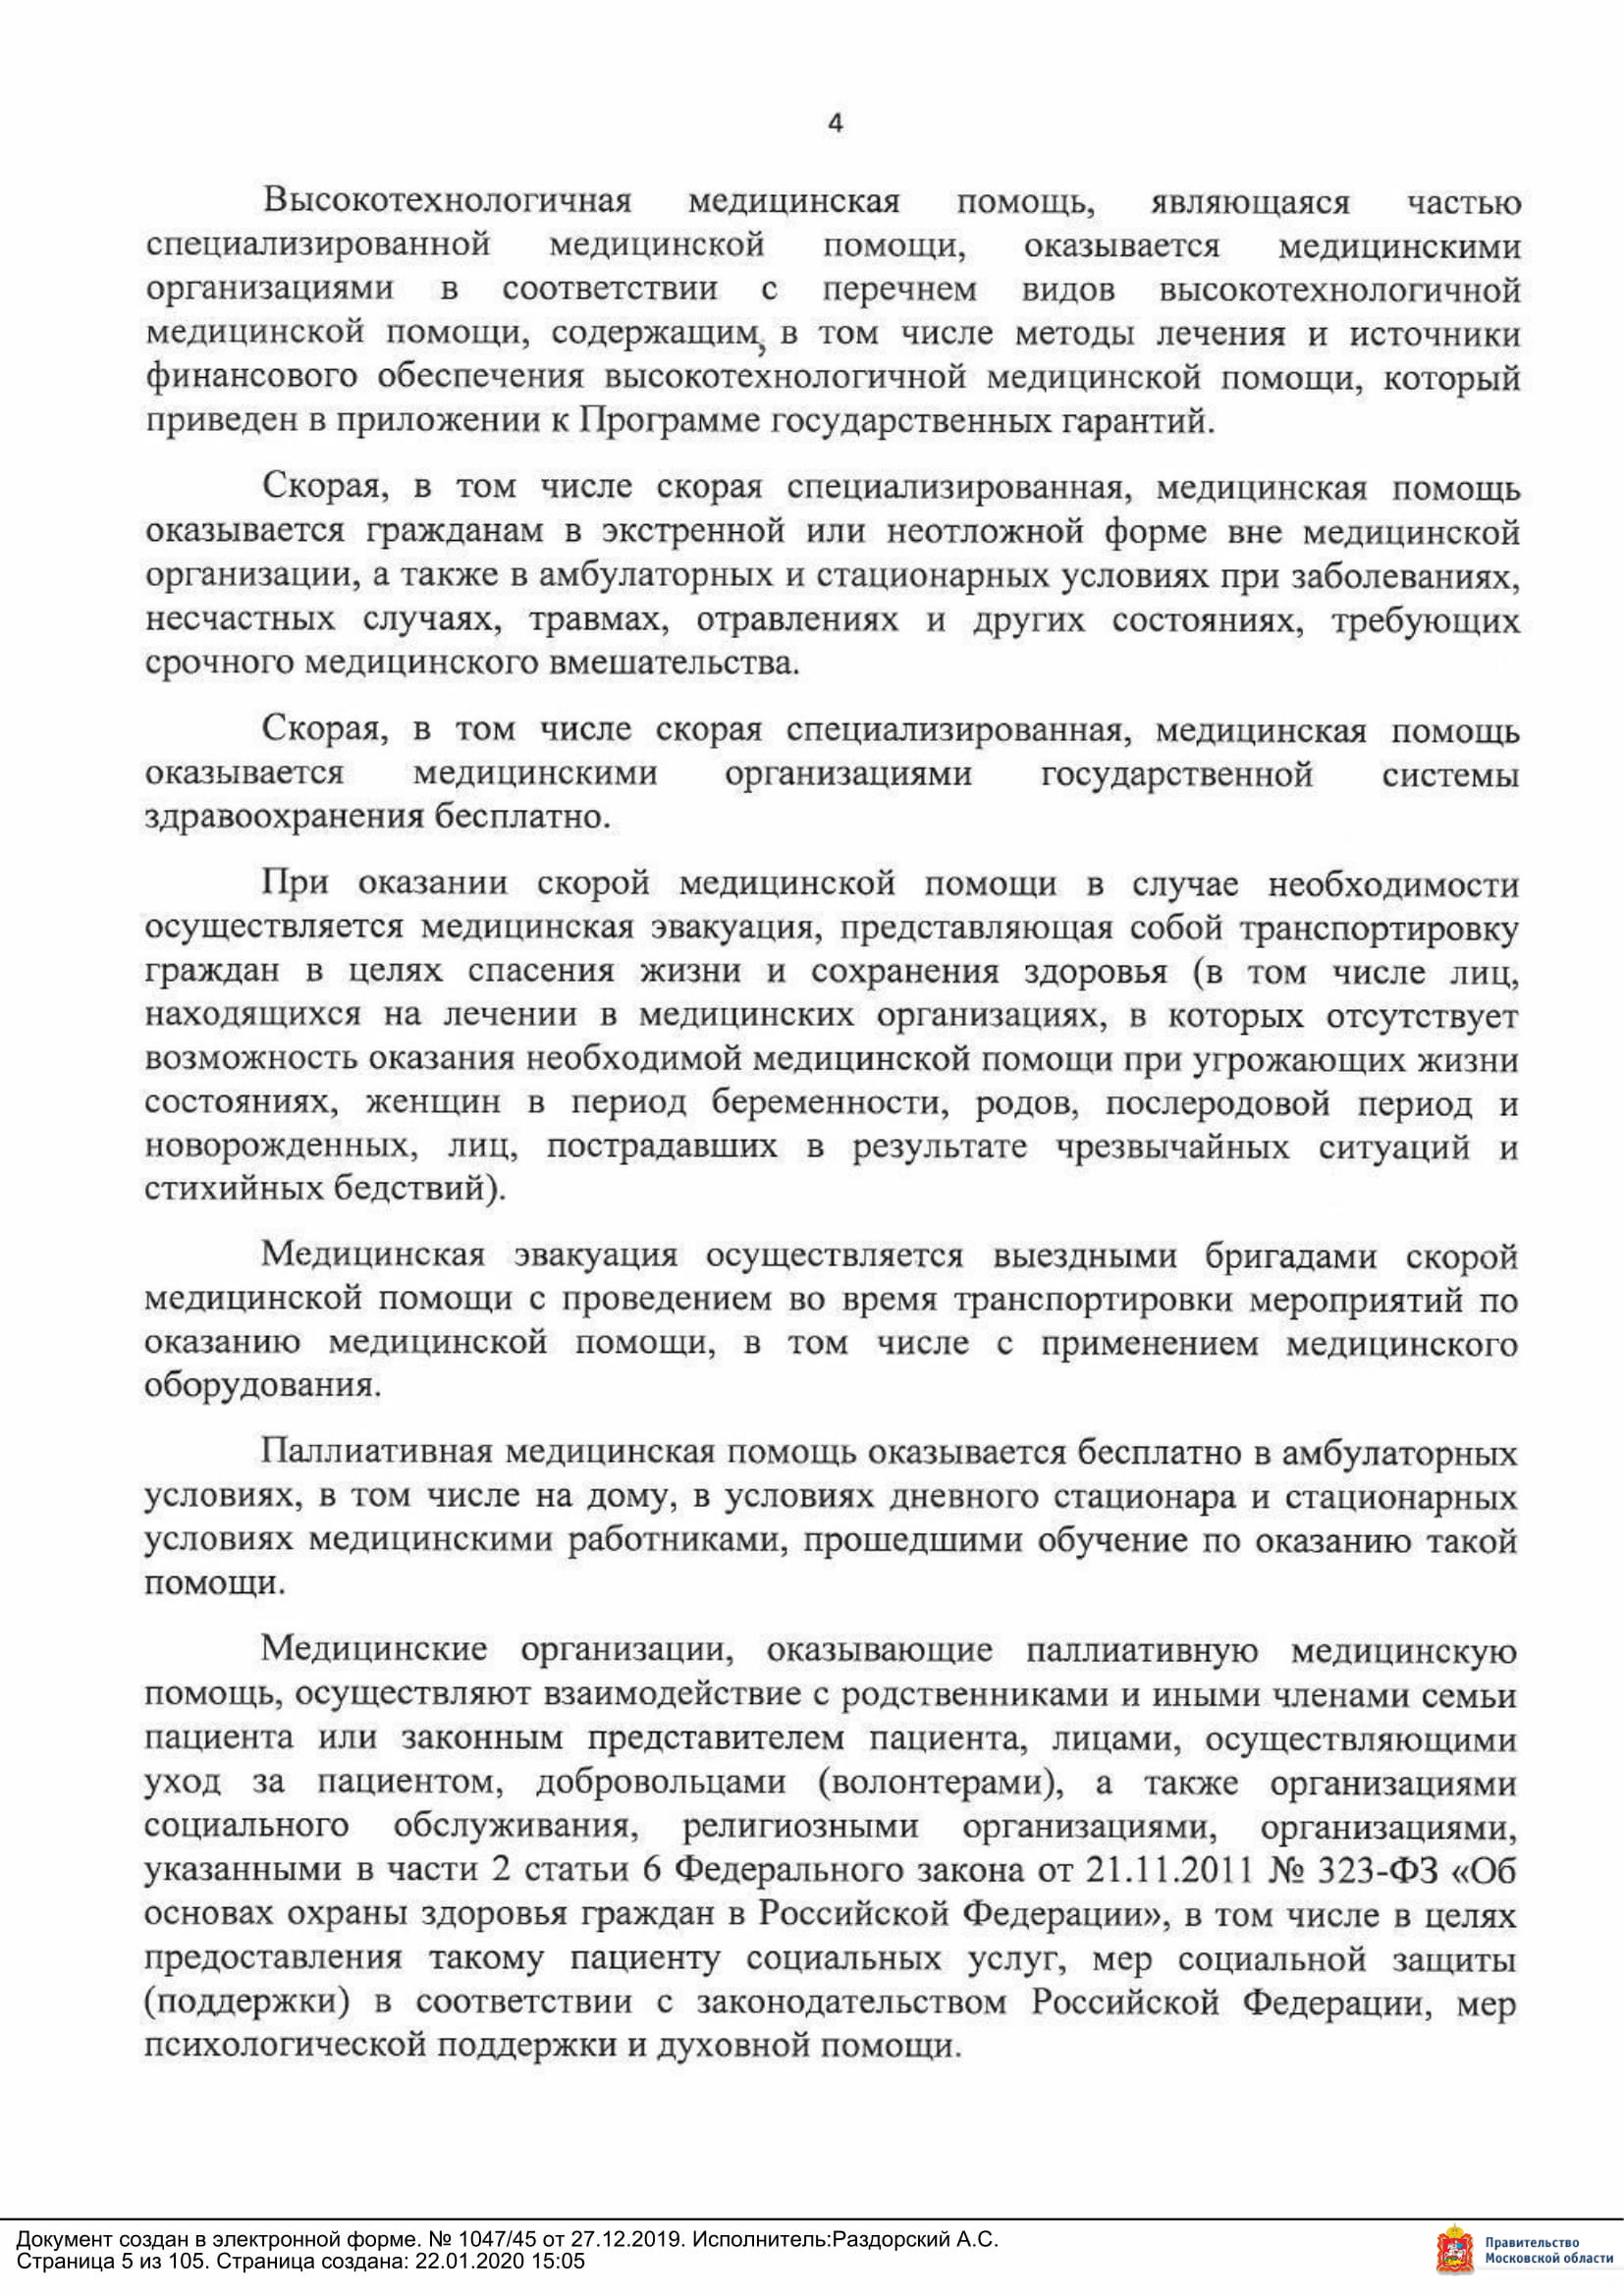 4
Высокотехнологичная медицинская помощь, являющаяся частью
специализированной медицинской помощи, оказывается медицинскими
организациями в соответствии с перечнем видов высокотехнологичной
медицинской помощи, содержащим, в том числе методы лечения и источники
финансового обеспечения высокотехнологичной медицинской помощи, который
приведен в приложении к Программе государственных гарантий.
Скорая, в том числе скорая специализированная, медицинская помощь
оказывается гражданам в экстренной или неотложной форме вне медицинской
организации, а также в амбулаторных и стационарных условиях при заболеваниях,
несчастных случаях, травмах, отравлениях и других состояниях, требующих
срочного медицинского вмешательства.
Скорая, в том числе скорая специализированная, медицинская помощь
оказывается медицинскими организациями государственной системы
здравоохранения бесплатно.
При оказании скорой медицинской помощи в случае необходимости
осуществляется медицинская эвакуация, представляющая собой транспортировку
граждан в целях спасения жизни и сохранения здоровья (в том числе лиц,
находящихся на лечении в медицинских организациях, в которых отсутствует
возможность оказания необходимой медицинской помощи при угрожающих жизни
состояниях, женщин в период беременности, родов, послеродовой период и
новорожденных, лиц, пострадавших в результате чрезвычайных ситуаций и
стихийных бедствий).
Медицинская эвакуация осуществляется выездными бригадами скорой
медицинской помощи с проведением во время транспортировки мероприятий по
оказанию медицинской помощи, в том числе с применением медицинского
оборудования.
Паллиативная медицинская помощь оказывается бесплатно в амбулаторных
условиях, в том числе на дому, в условиях дневного стационара и стационарных
условиях медицинскими работниками, прошедшими обучение по оказанию такой
помощи.
Медицинские организации, оказывающие паллиативную медицинскую
помощь, осуществляют взаимодействие с родственниками и иными членами семьи
пациента или законным представителем пациента, лицами, осуществляющими
уход за пациентом, добровольцами (волонтерами), а также организациями
социального обслуживания, религиозными организациями, организациями,
указанными в части 2 статьи 6 Федерального закона от 21.11.2011 № 323-ФЗ «Об
основах охраны здоровья граждан в Российской Федерации», в том числе в целях
предоставления такому пациенту социальных услуг, мер социальной защиты
(поддержки) в соответствии с законодательством Российской Федерации, мер
психологической поддержки и духовной помощи.
Документ создан в электронной форме. № 1047/45 от 27.12.2019. Исполнитель:Раздорский А.С.
Страница 5 из 105. Страница создана: 22.01.2020 15:05
Правительство
Московской области